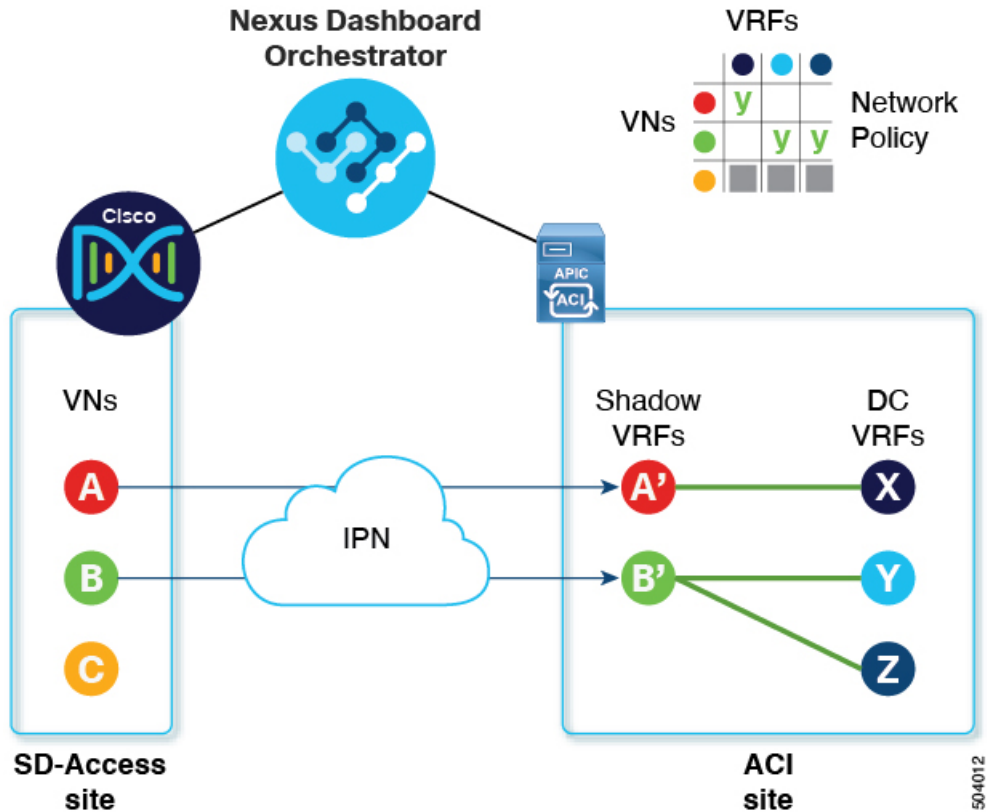 Nexus Dashboard
Orchestrator
VRFs
VNs
y
y y
Network
Policy
Cisco
APIC
ACI
VNs
A
B
C
IPN
Shadow
VRFs
A’
B’
DC
VRFs
X
Y
Z
SD-Access
site
ACI
site
504012